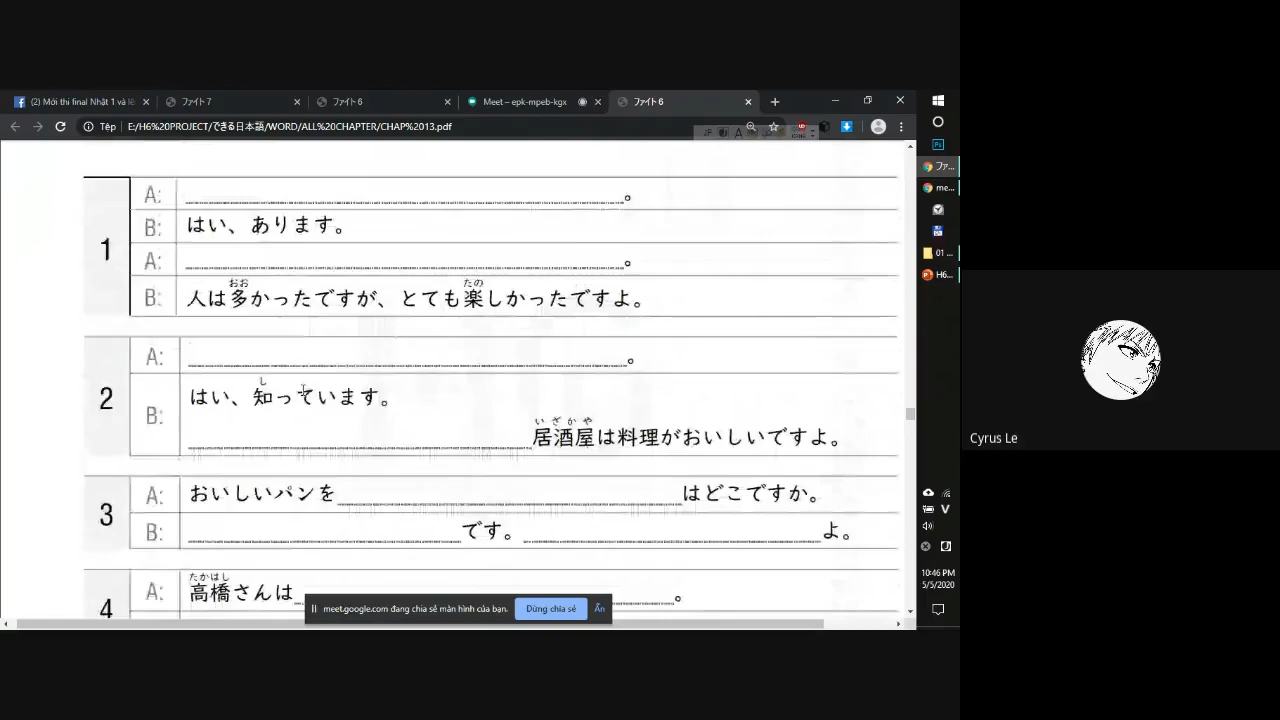 (2) Mới thi final Nhật 1 và lê
ファイト7
ファイト6
Meet – epk-mpeb-kgx
ファイト6
Tệp
E:/H6%20PROJECT/できる日本語/WORD/ALL%20CHAPTER/CHAP%2013.pdf
1
A: 。
B: はい、あります。
A: 。
B: 人は多かったですが、とても楽しかったですよ。
おお
たの
2
A: 。
B: はい、知っています。
し
いざかや
居酒屋は料理がおいしいですよ。
3
A: おいしいパンを はどこですか。
B: です。 よ。
4
たかはし
A: 高橋さんは 。
meet.google.com đang chia sẻ màn hình của bạn.
Dừng chia sẻ
Ẩn
ファ...
me...
01 ...
H6...
V
10:46 PM
5/5/2020
Cyrus Le